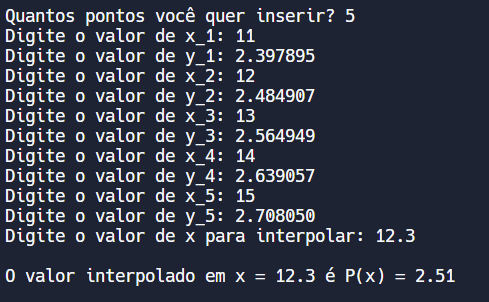 Quantos pontos você quer inserir? 5
Digite o valor de x_1: 11
Digite o valor de y_1: 2.397895
Digite o valor de x_2: 12
Digite o valor de y_2: 2.484907
Digite o valor de x_3: 13
Digite o valor de y_3: 2.564949
Digite o valor de x_4: 14
Digite o valor de y_4: 2.639057
Digite o valor de x_5: 15
Digite o valor de y_5: 2.708050
Digite o valor de x para interpolar: 12.3
O valor interpolado em x = 12.3 é P(x) = 2.51